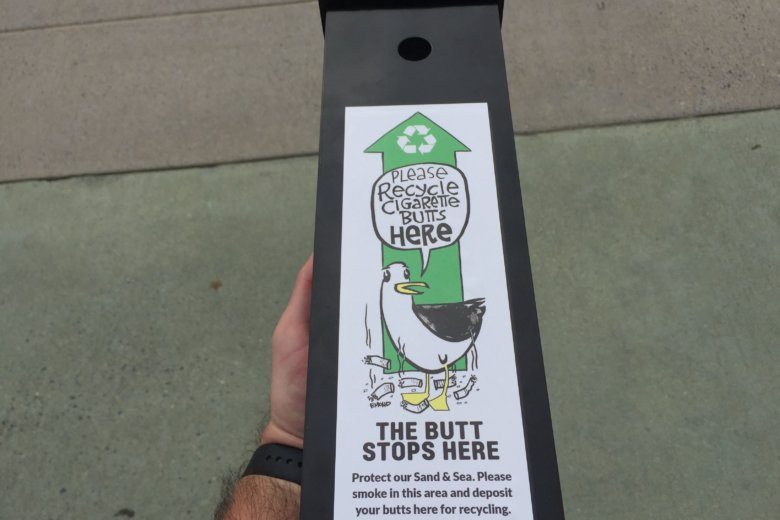 PLEASE
RECYCLE
CIGARETTE
BUTTS
HERE
THE BUTT
STOPS HERE
Protect our Sand & Sea. Please
smoke in this area and deposit
your butts here for recycling.